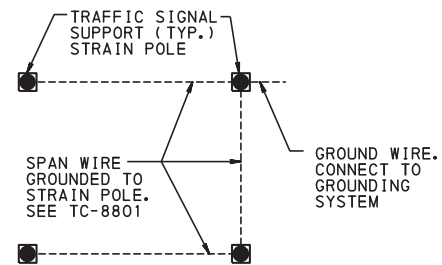 TRAFFIC SIGNAL
SUPPORT (TYP.)
STRAIN POLE
SPAN WIRE
GROUNDED TO
STRAIN POLE.
SEE TC-8801
GROUND WIRE.
CONNECT TO
GROUNDING
SYSTEM